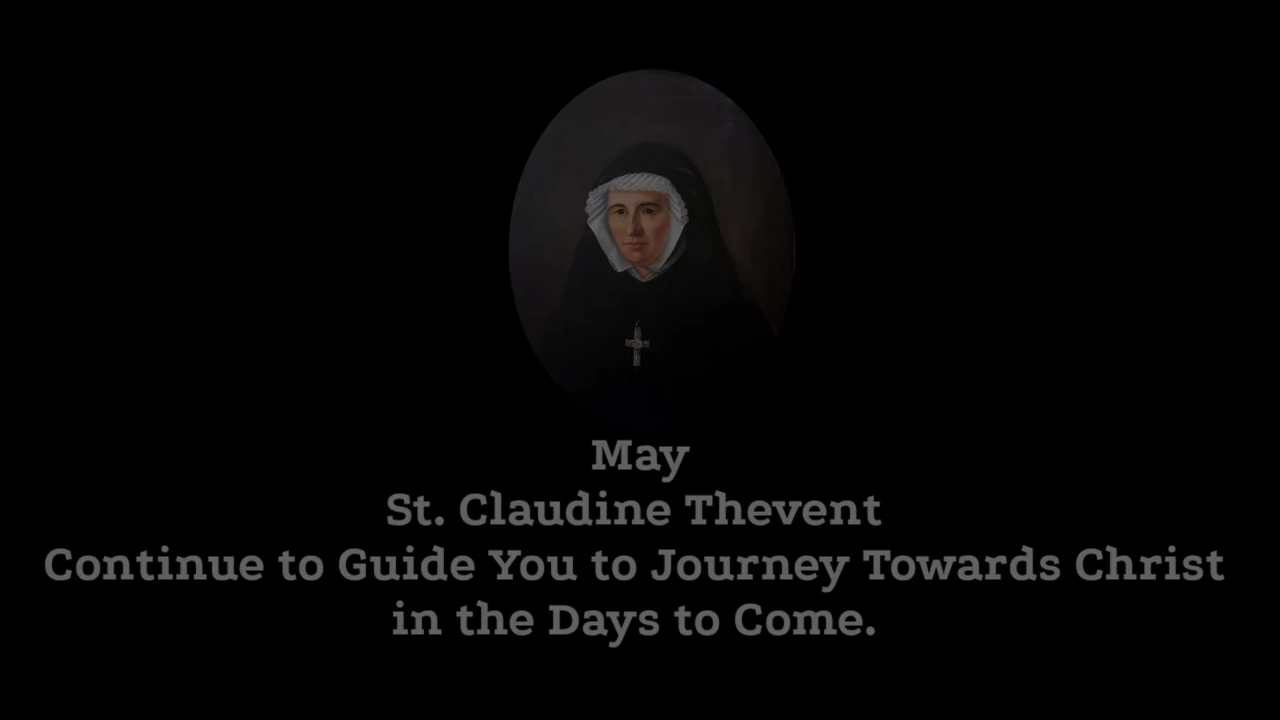 May
St. Claudine Thevent
Continue to Guide You to Journey Towards Christ
in the Days to Come.